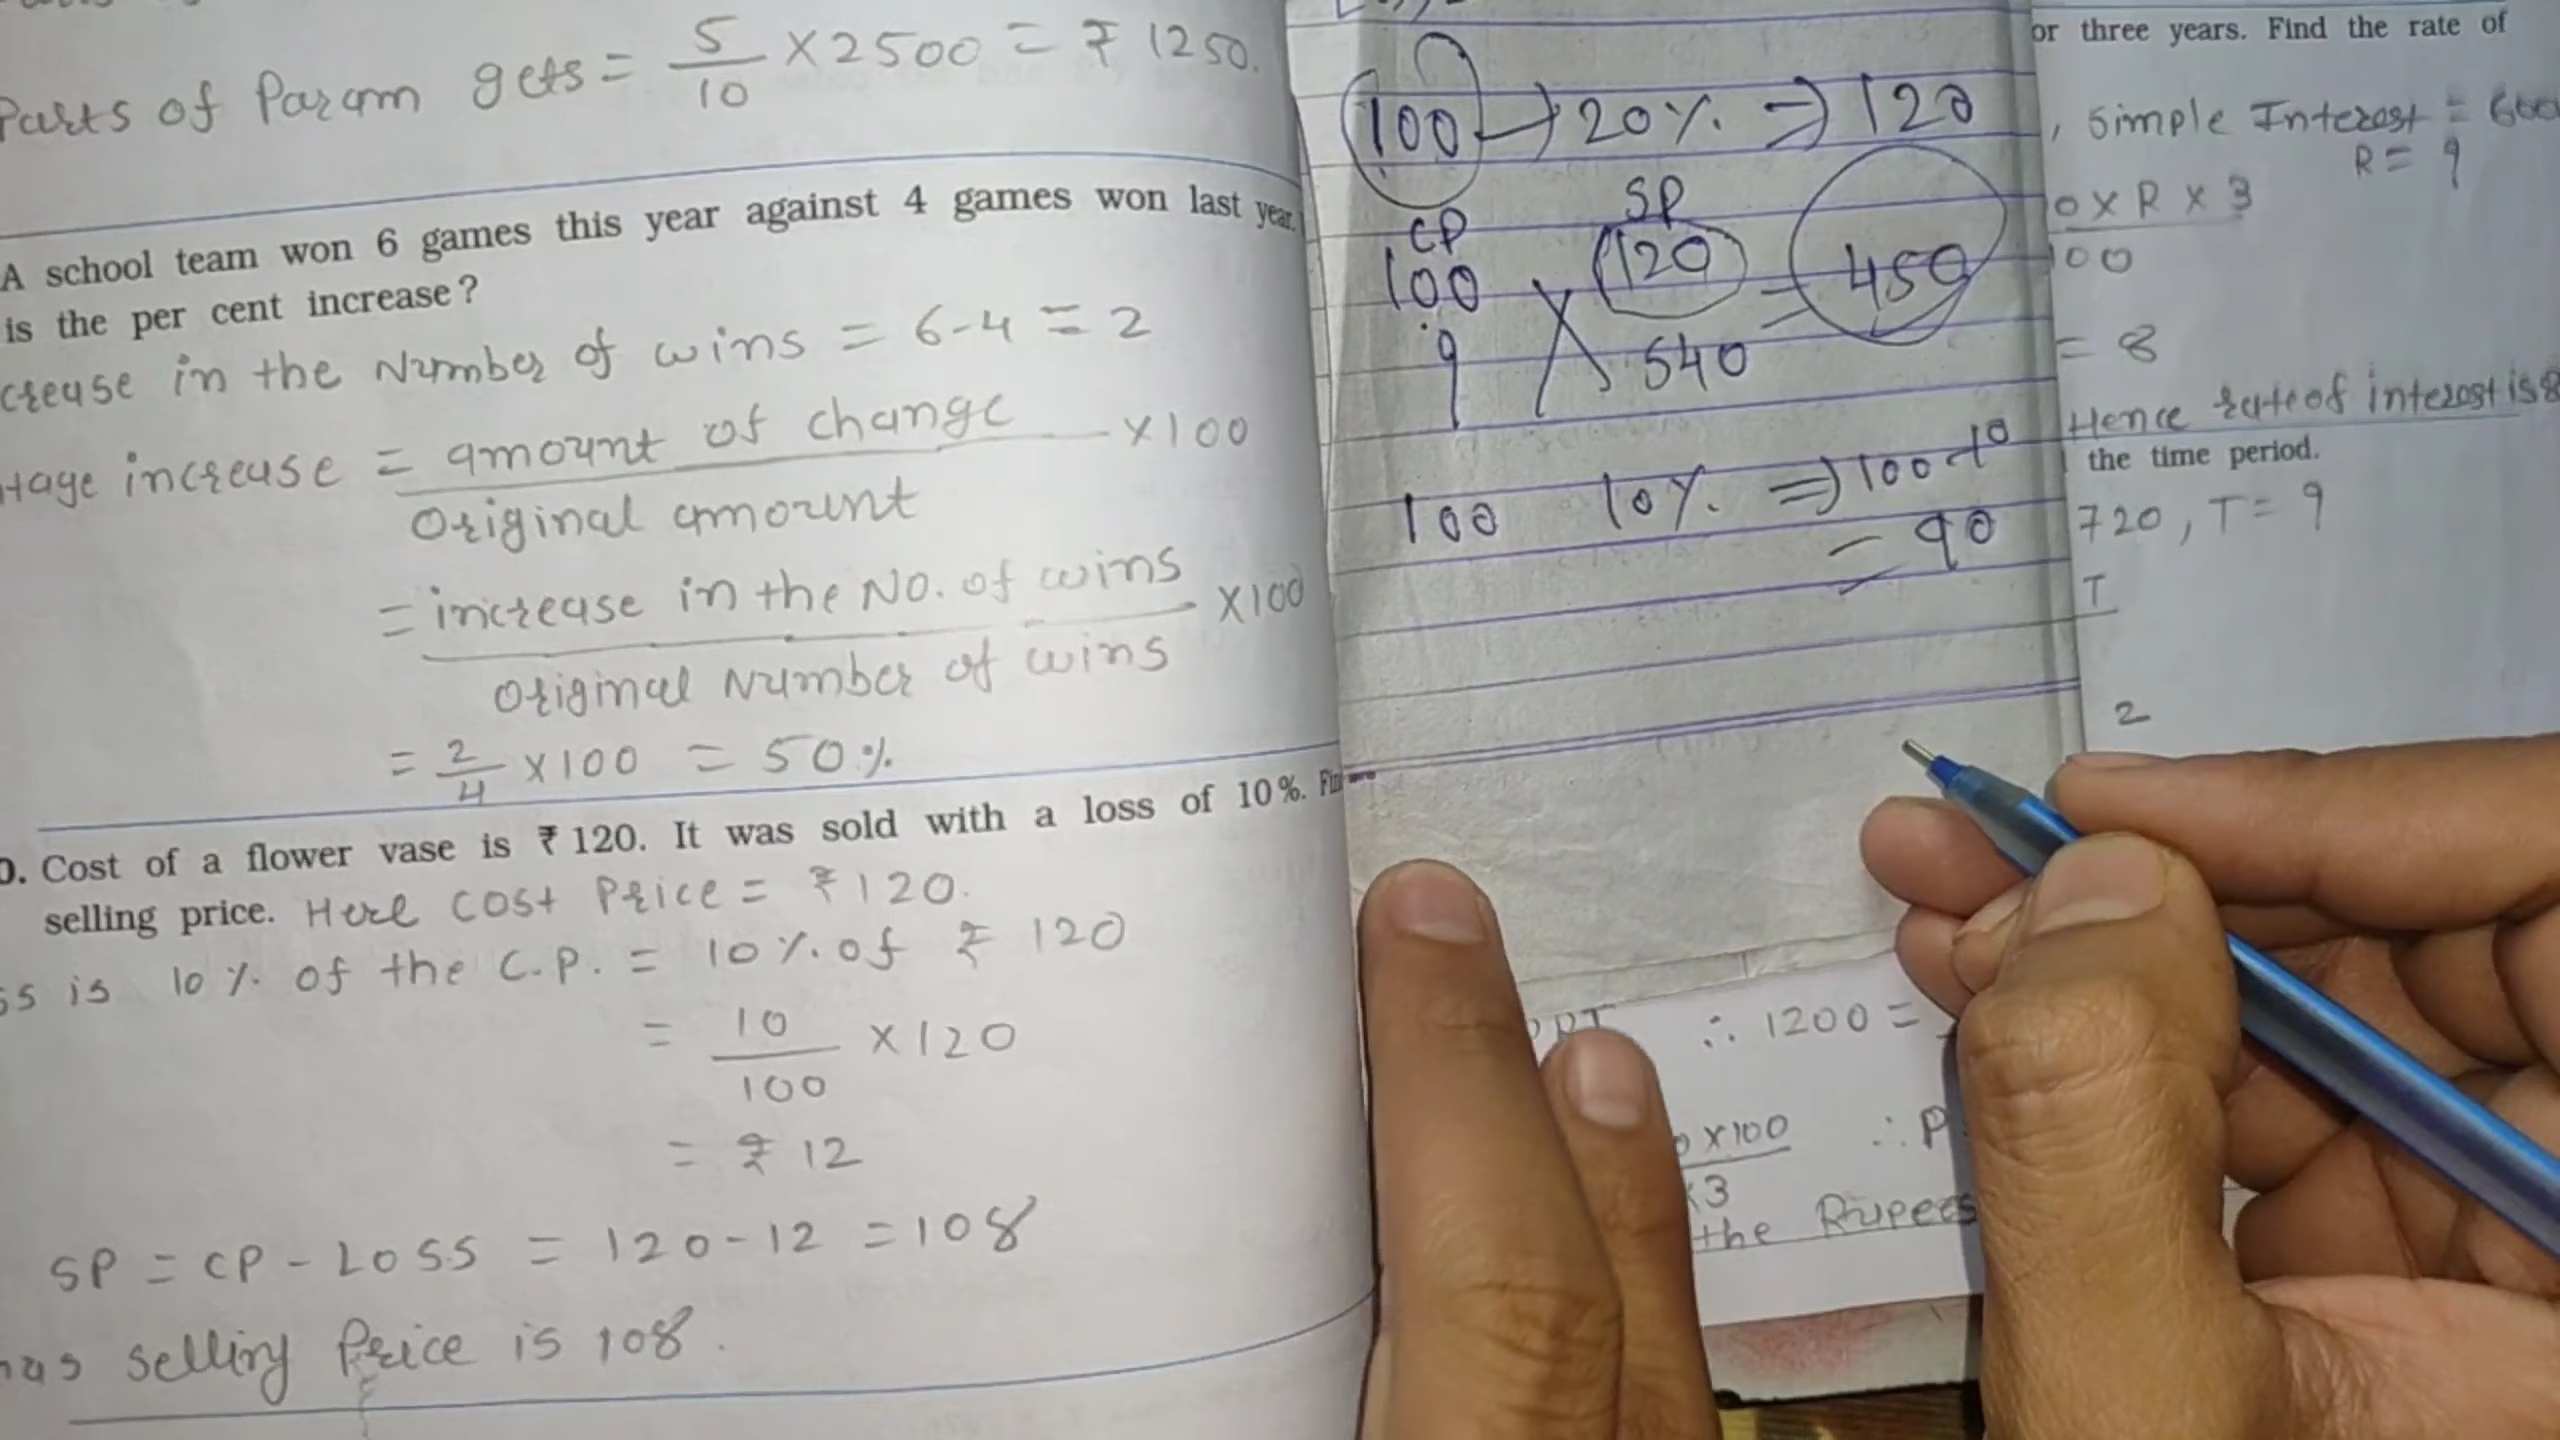 Parts of Param gets = 5/10 × 2500 = ₹ 1250.
A school team won 6 games this year against 4 games won last year.
is the per cent increase?
crease in the Number of wins = 6-4 = 2
tage increase = amount of change / original amount × 100
= increase in the NO. of wins / original Number of wins × 100
= 2/4 × 100 = 50%
0. Cost of a flower vase is ₹ 120. It was sold with a loss of 10%.
selling price. Here cost Price = ₹ 120.
ss is 10% of the C.P. = 10% of ₹ 120
= 10/100 × 120
= ₹ 12
SP = CP - Loss = 120-12 = 108
selling Price is 108.
100 → 20% ⇒ 120
CP SP
100 120 = 450
? 540
100 10% ⇒ 100-10
= 90
or three years. Find the rate of
, Simple Interest = 600
R = ?
0 × R × 3
100
= 8
Hence rate of interest is 8
the time period.
720, T = ?
T
2
∴ 1200 =
× 100 ∴ P
×3
the Rupees